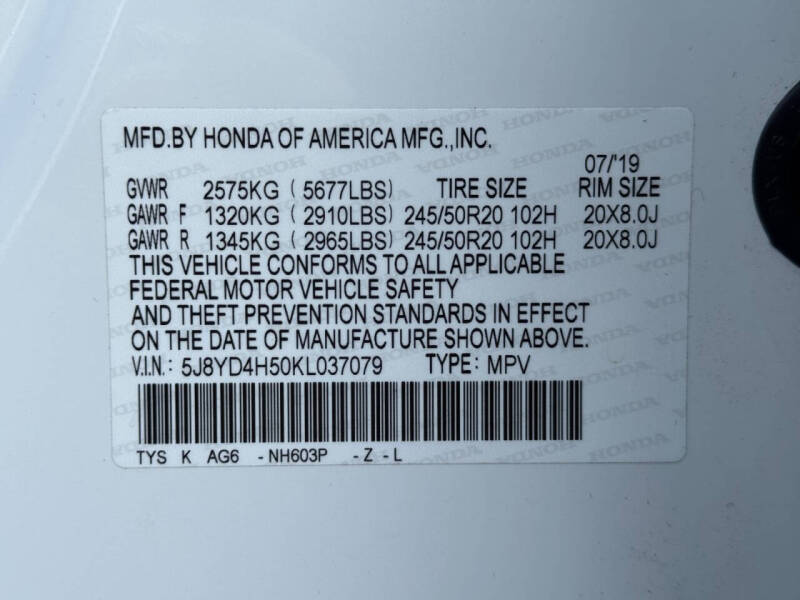 MFD.BY HONDA OF AMERICA MFG.,INC.
07/'19
GVWR 2575KG ( 5677LBS) TIRE SIZE RIM SIZE
GAWR F 1320KG ( 2910LBS) 245/50R20 102H 20X8.0J
GAWR R 1345KG ( 2965LBS) 245/50R20 102H 20X8.0J
THIS VEHICLE CONFORMS TO ALL APPLICABLE
FEDERAL MOTOR VEHICLE SAFETY
AND THEFT PREVENTION STANDARDS IN EFFECT
ON THE DATE OF MANUFACTURE SHOWN ABOVE.
V.I.N.: 5J8YD4H50KL037079 TYPE: MPV
TYS K AG6 -NH603P -Z -L